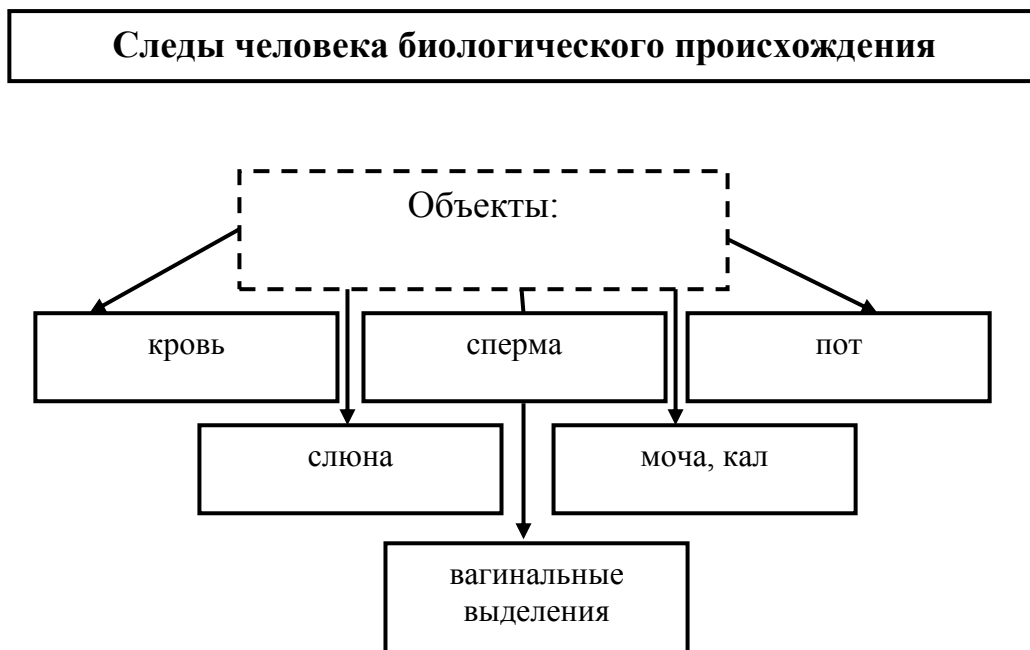 Следы человека биологического происхождения
Объекты:
кровь
сперма
пот
слюна
моча, кал
вагинальные
выделения